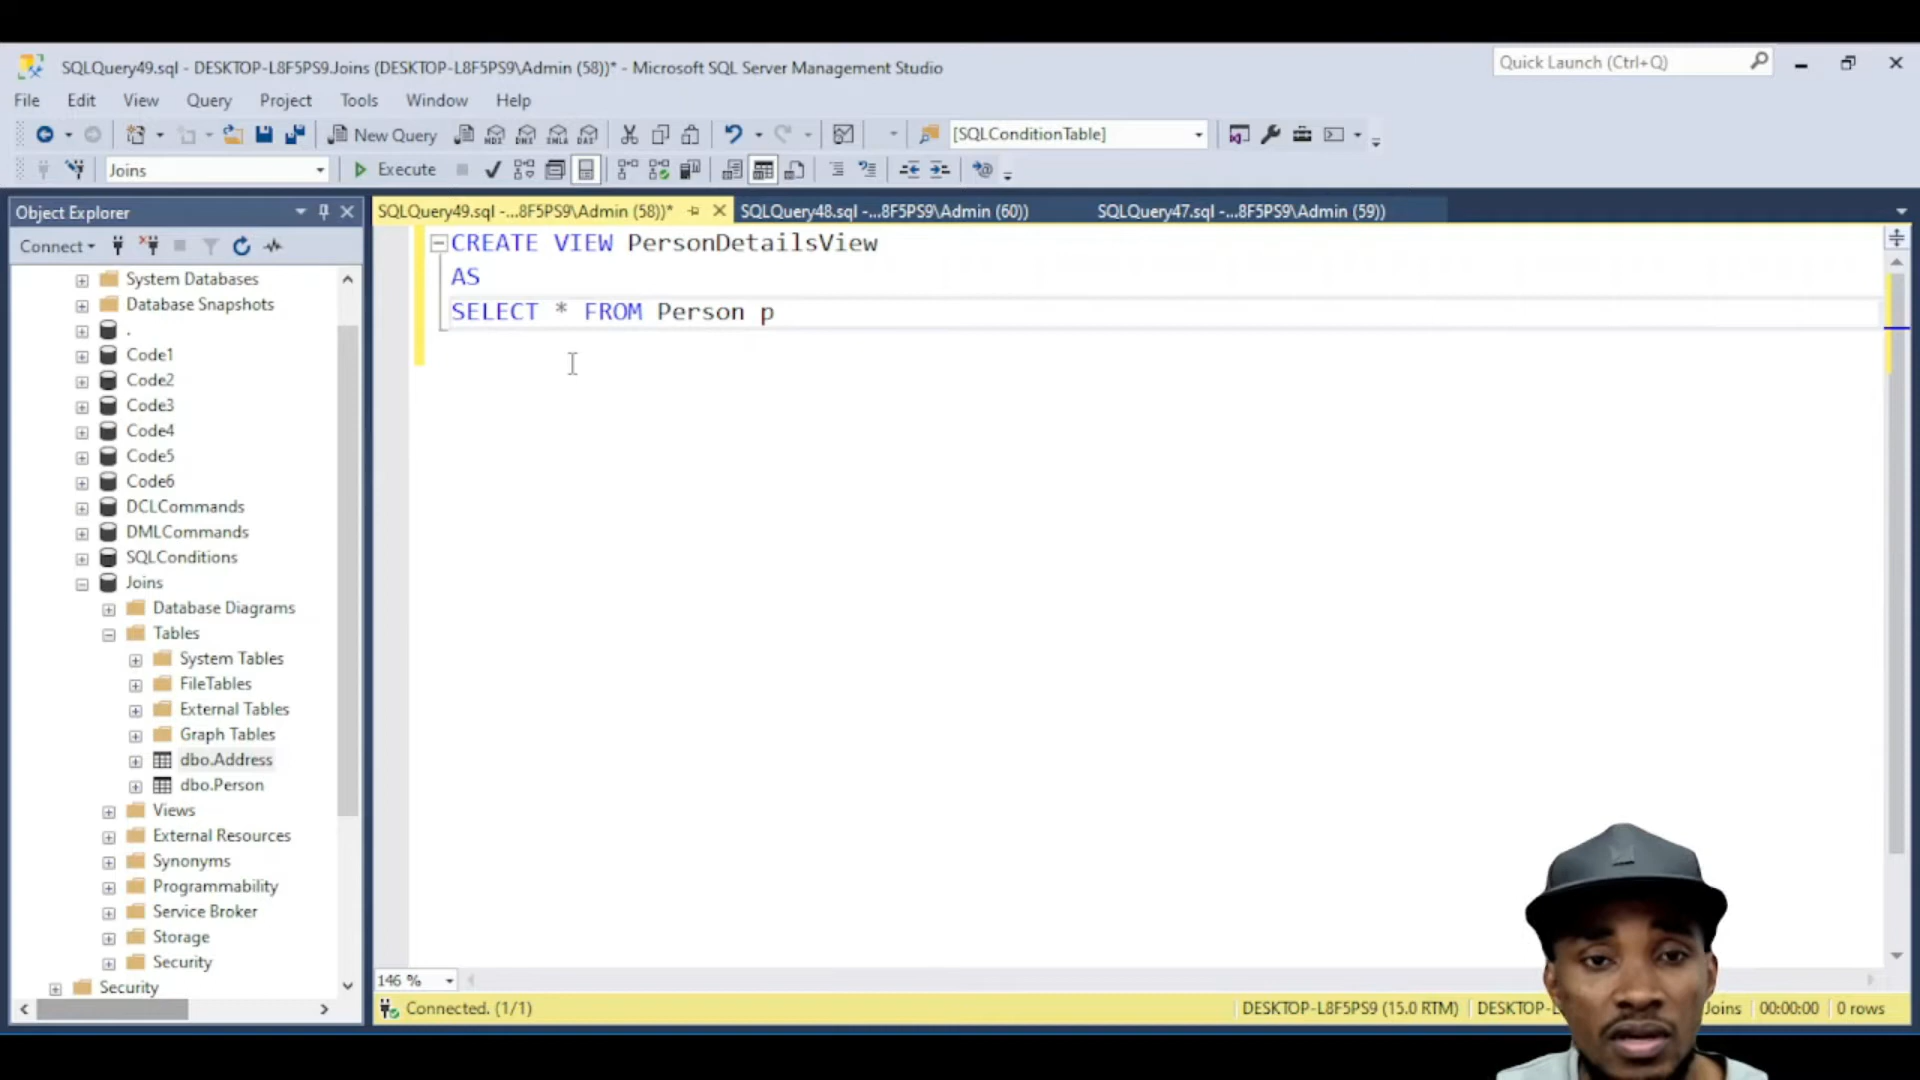 SQLQuery49.sql - DESKTOP-L8F5PS9.Joins (DESKTOP-L8F5PS9\Admin (58))* - Microsoft SQL Server Management Studio
Quick Launch (Ctrl+Q)
File Edit View Query Project Tools Window Help
New Query
[SQLConditionTable]
Joins
Execute
Object Explorer
SQLQuery49.sql -...8F5PS9\Admin (58))*
SQLQuery48.sql -...8F5PS9\Admin (60))
SQLQuery47.sql -...8F5PS9\Admin (59))
Connect
System Databases
Database Snapshots
.
Code1
Code2
Code3
Code4
Code5
Code6
DCLCommands
DMLCommands
SQLConditions
Joins
Database Diagrams
Tables
System Tables
FileTables
External Tables
Graph Tables
dbo.Address
dbo.Person
Views
External Resources
Synonyms
Programmability
Service Broker
Storage
Security
Security
CREATE VIEW PersonDetailsView
AS
SELECT * FROM Person p
146 %
Connected. (1/1)
DESKTOP-L8F5PS9 (15.0 RTM)
DESKTOP-L
Joins
00:00:00
0 rows